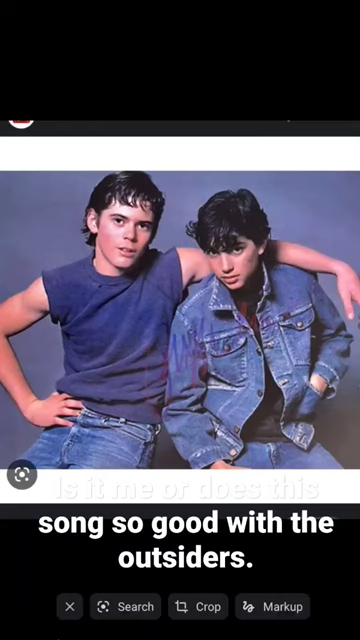 Is it me or does this
song so good with the
outsiders.
Search
Crop
Markup